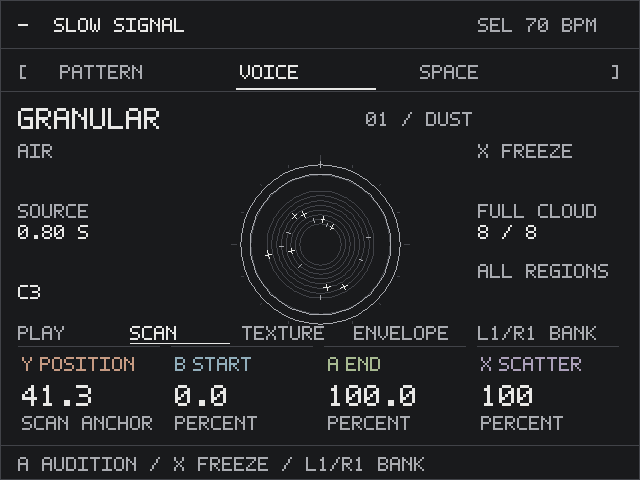 — SLOW SIGNAL SEL 70 BPM
[ PATTERN VOICE SPACE ]
GRANULAR 01 / DUST
AIR X FREEZE
SOURCE FULL CLOUD
0.80 S 8 / 8
ALL REGIONS
C3
PLAY SCAN TEXTURE ENVELOPE L1/R1 BANK
Y POSITION B START A END X SCATTER
41.3 0.0 100.0 100
SCAN ANCHOR PERCENT PERCENT PERCENT
A AUDITION / X FREEZE / L1/R1 BANK